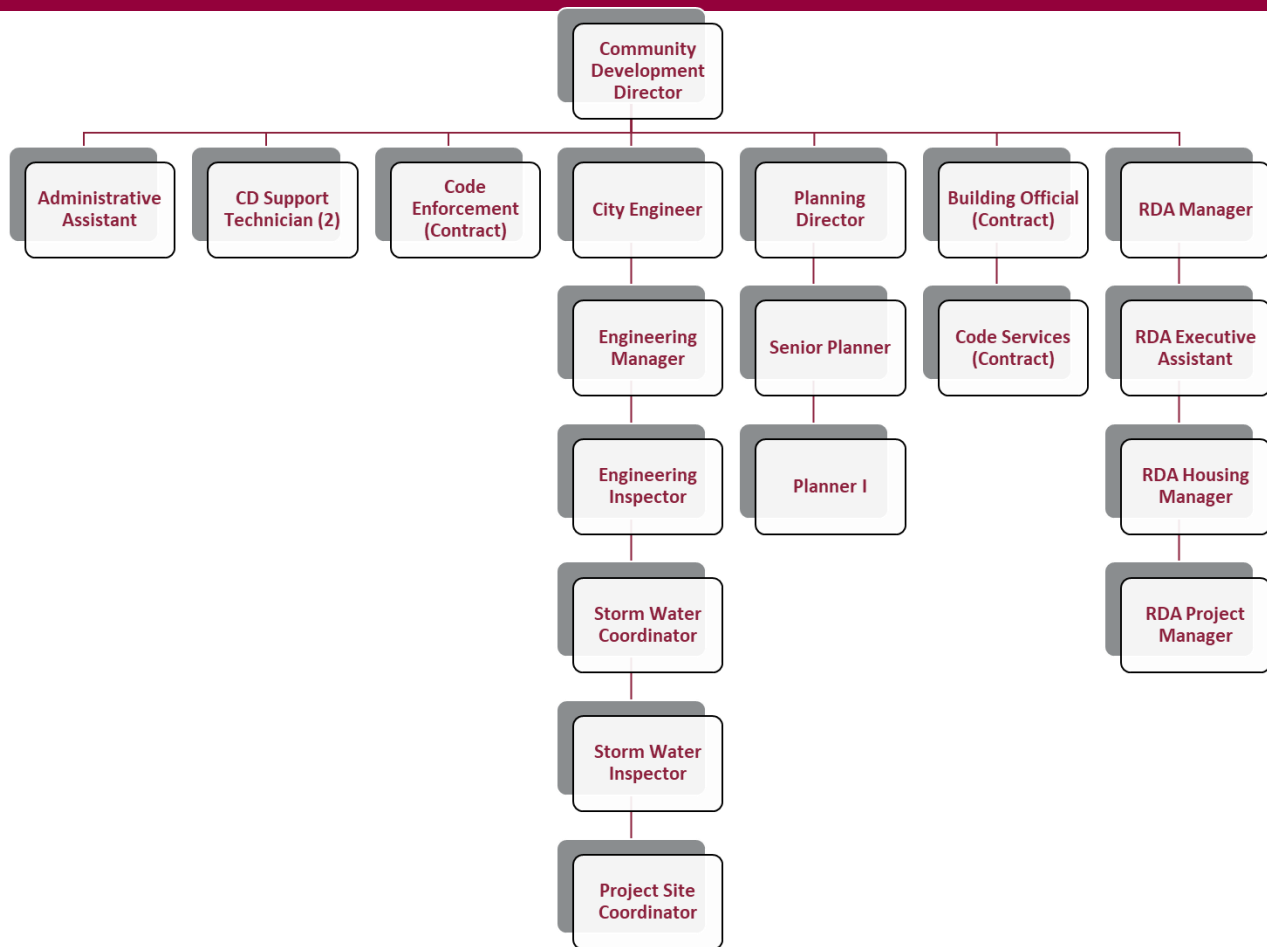 Community
Development
Director
Administrative
Assistant
CD Support
Technician (2)
Code
Enforcement
(Contract)
City Engineer
Planning
Director
Building Official
(Contract)
RDA Manager
Engineering
Manager
Senior Planner
Code Services
(Contract)
RDA Executive
Assistant
Engineering
Inspector
Planner I
RDA Housing
Manager
Storm Water
Coordinator
RDA Project
Manager
Storm Water
Inspector
Project Site
Coordinator